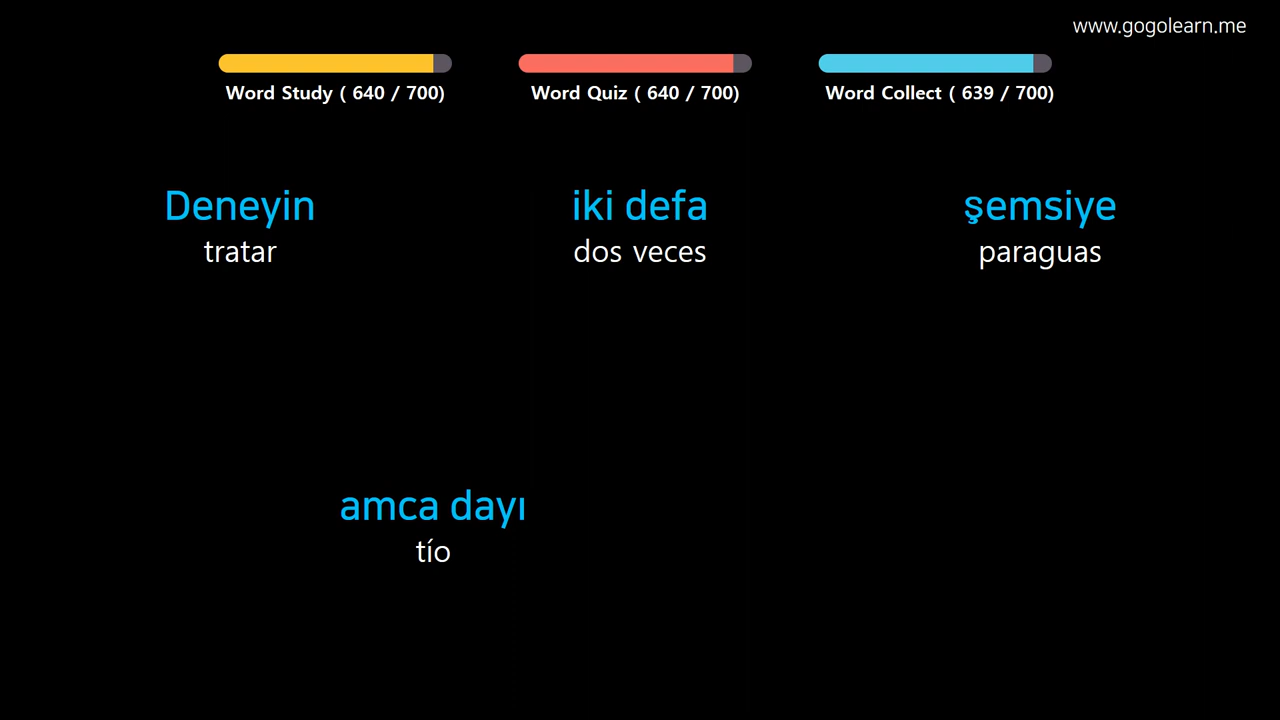 www.gogolearn.me
Word Study ( 640 / 700)
Word Quiz ( 640 / 700)
Word Collect ( 639 / 700)
Deneyin
tratar
iki defa
dos veces
şemsiye
paraguas
amca dayı
tío